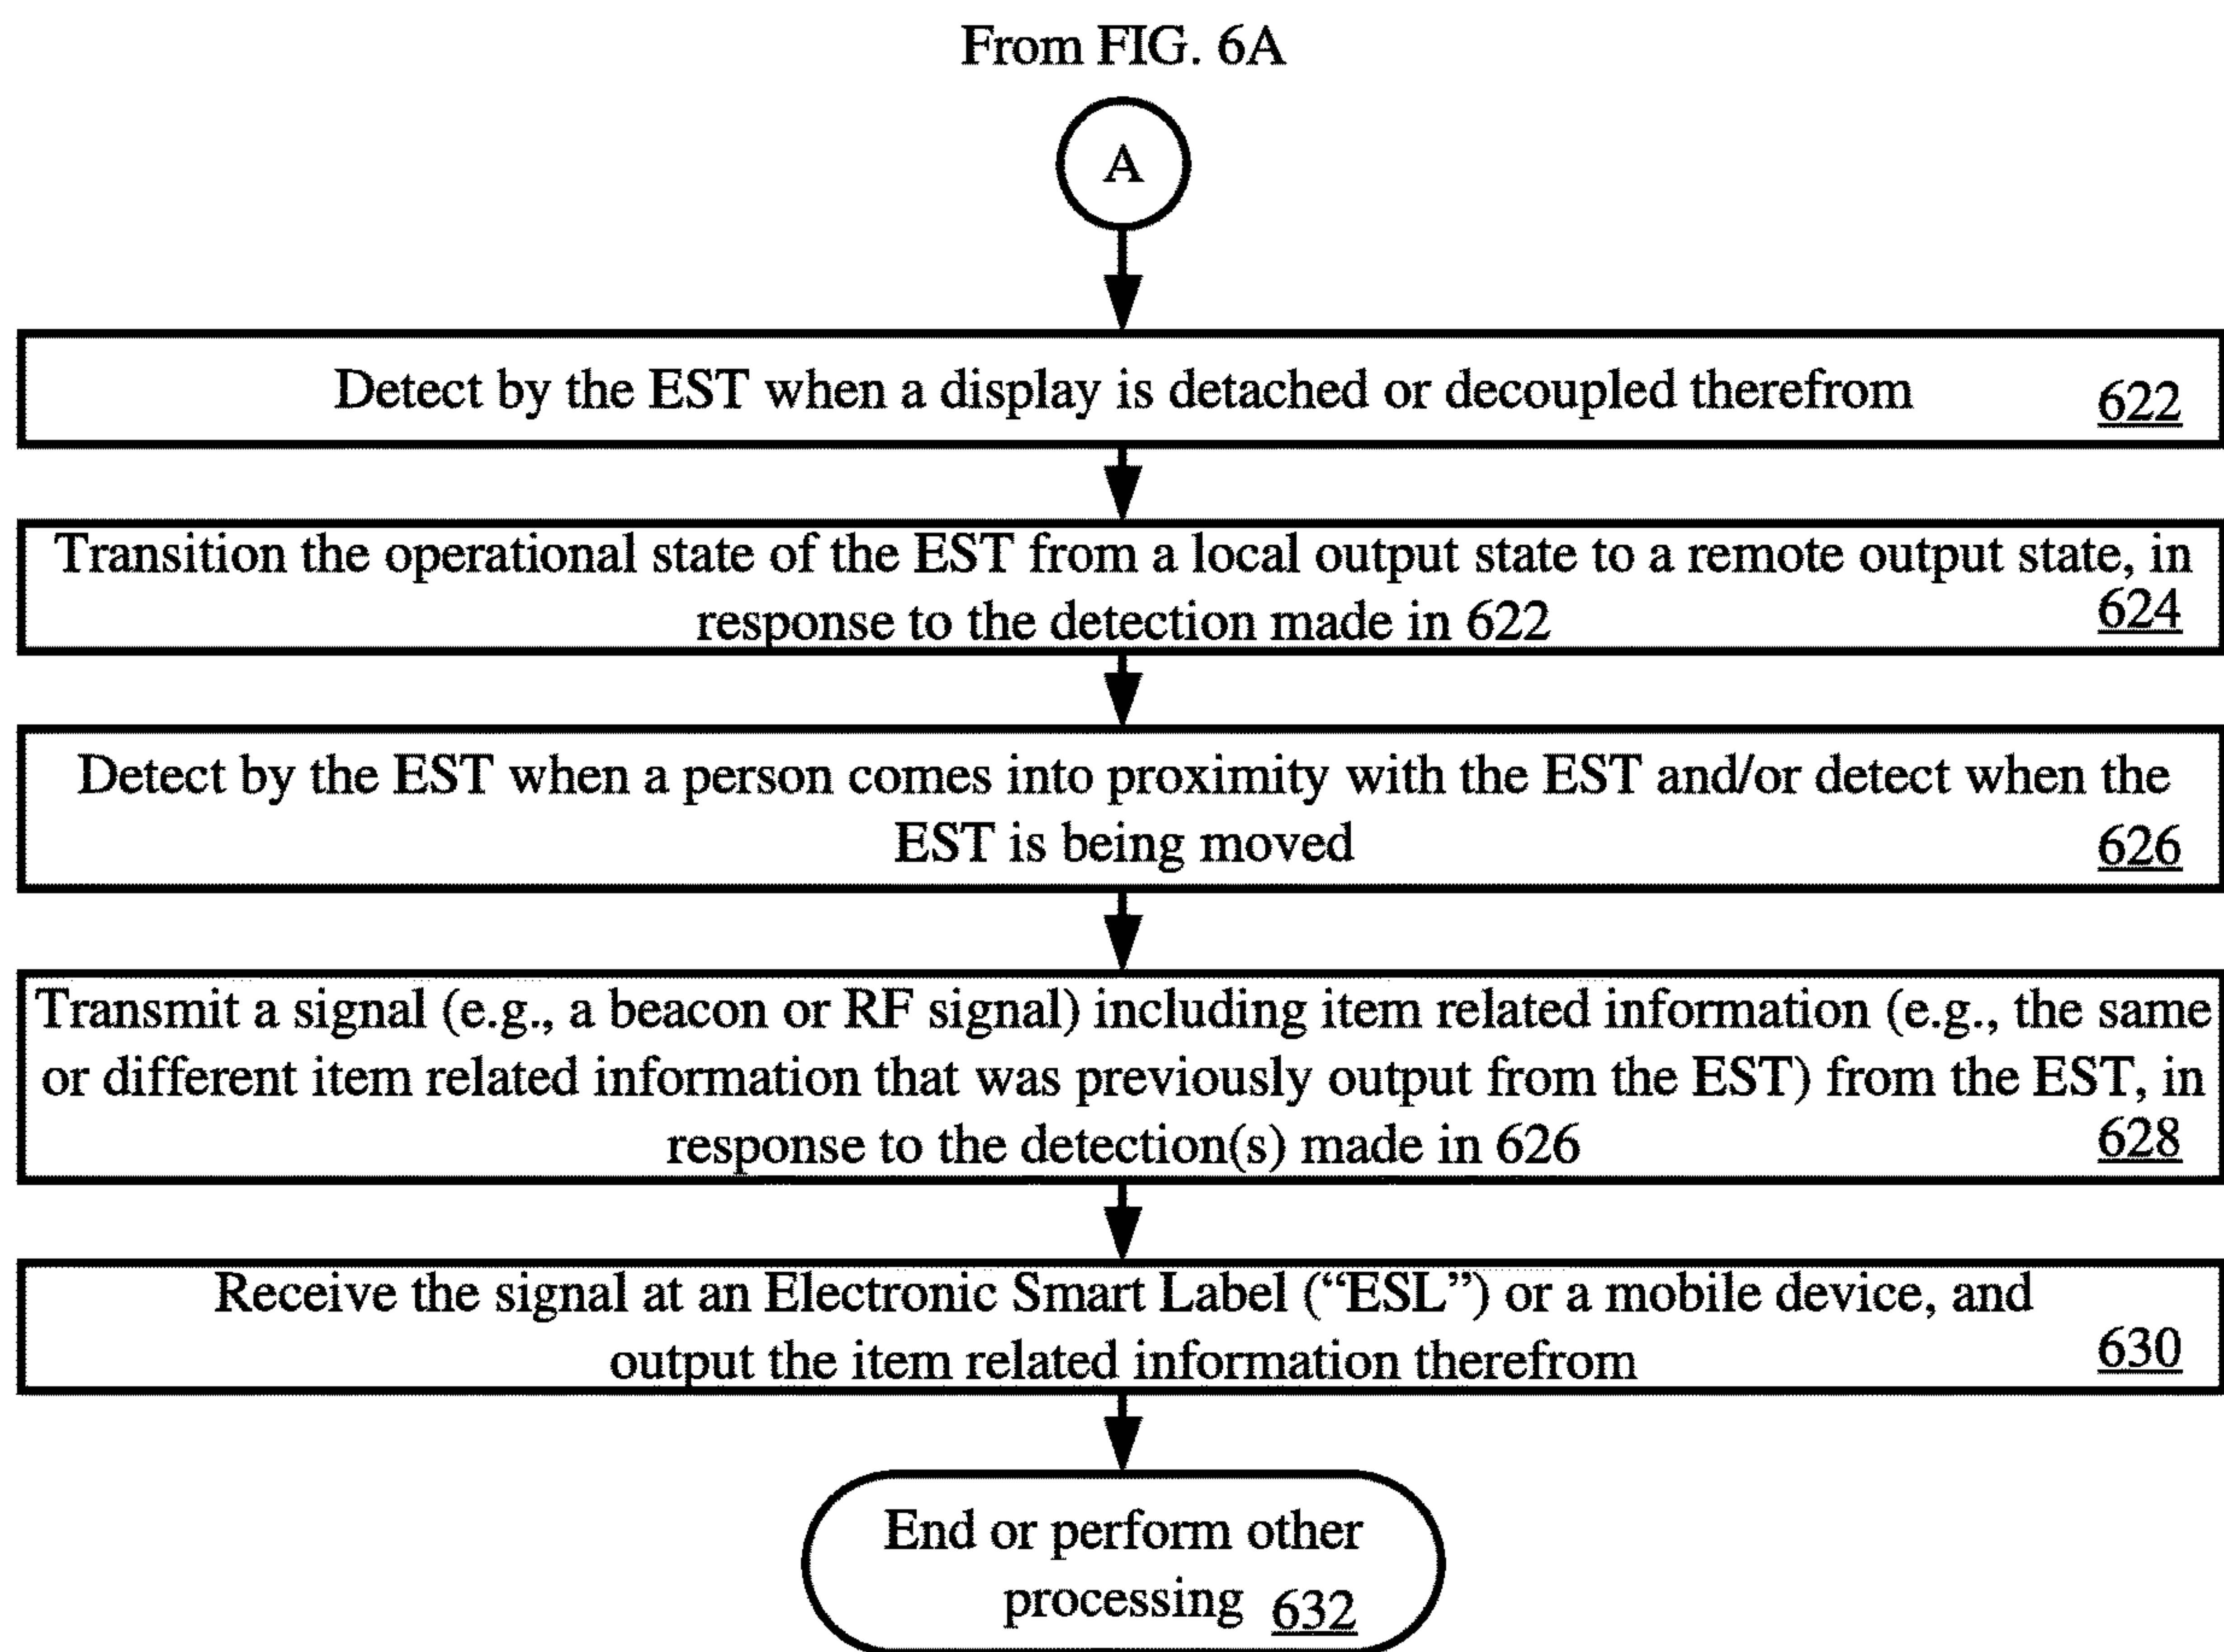 From FIG. 6A
A
Detect by the EST when a display is detached or decoupled therefrom 622
Transition the operational state of the EST from a local output state to a remote output state, in
response to the detection made in 622 624
Detect by the EST when a person comes into proximity with the EST and/or detect when the
EST is being moved 626
Transmit a signal (e.g., a beacon or RF signal) including item related information (e.g., the same
or different item related information that was previously output from the EST) from the EST, in
response to the detection(s) made in 626 628
Receive the signal at an Electronic Smart Label (“ESL”) or a mobile device, and
output the item related information therefrom 630
End or perform other
processing 632